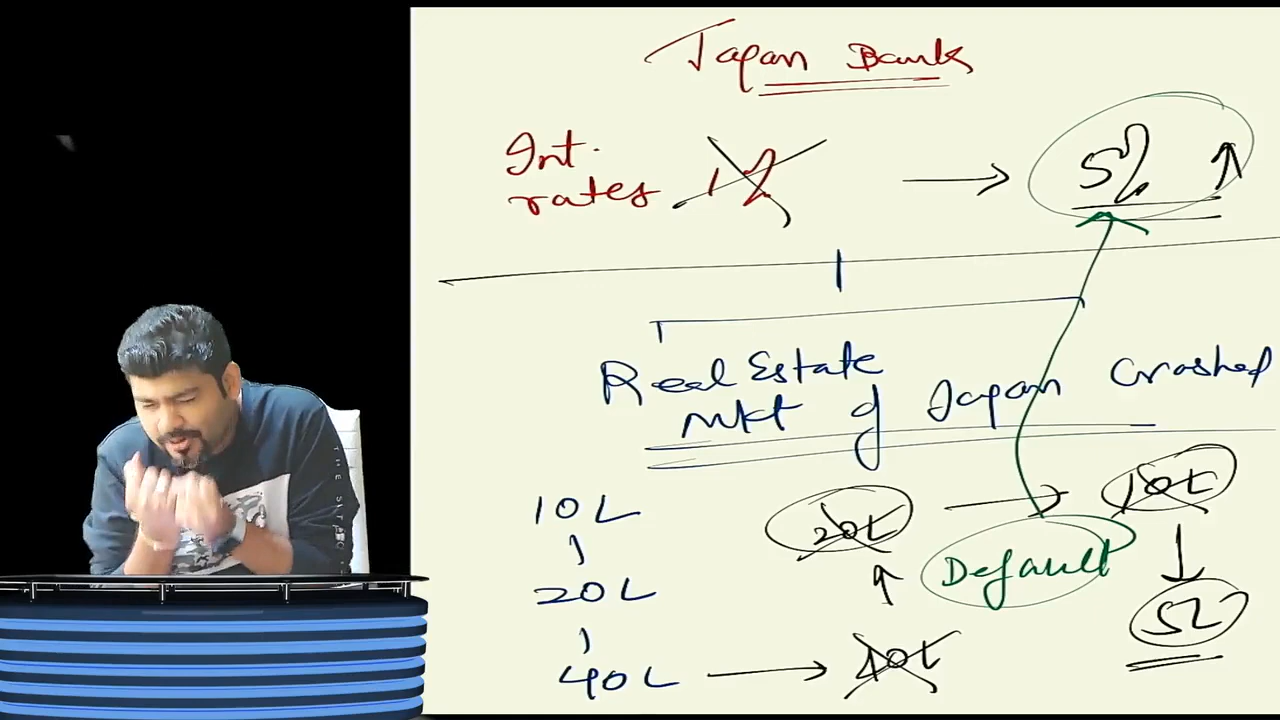 Japan Bank
Int.
rates 1% → 5% ↑
Real Estate
Mkt of Japan Crashed
10L
20L → 10L
Default
20L
5L
40L → 40L